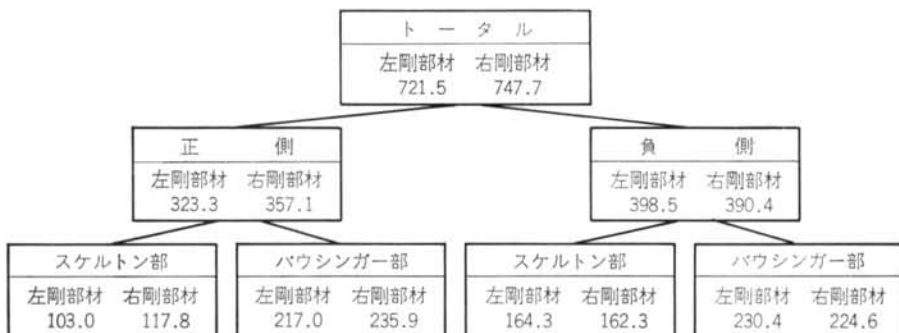 トータル
左剛部材 右剛部材
721.5 747.7
正側
左剛部材 右剛部材
323.3 357.1
負側
左剛部材 右剛部材
398.5 390.4
スケルトン部
左剛部材 右剛部材
103.0 117.8
バウシンガー部
左剛部材 右剛部材
217.0 235.9
スケルトン部
左剛部材 右剛部材
164.3 162.3
バウシンガー部
左剛部材 右剛部材
230.4 224.6